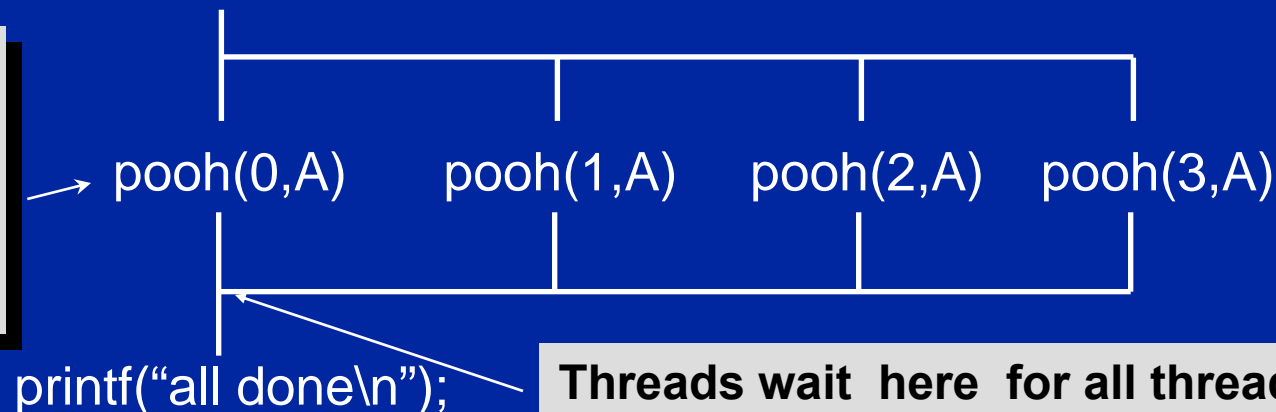 pooh(0,A) pooh(1,A) pooh(2,A) pooh(3,A)
printf(“all done\n”);
Threads wait here for all threa